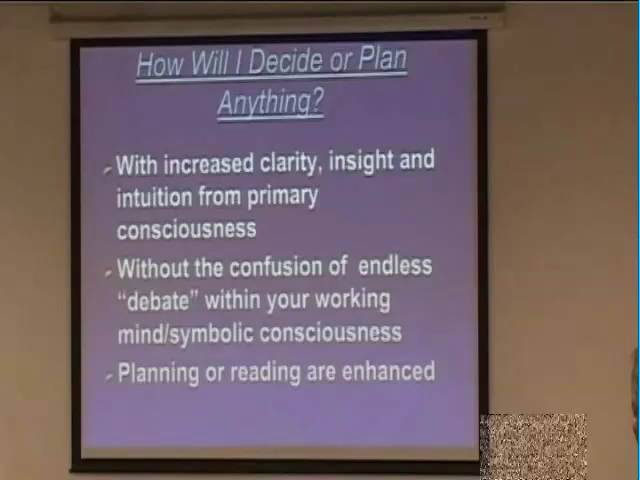 How Will I Decide or Plan
Anything?
With increased clarity, insight and
intuition from primary
consciousness
Without the confusion of endless
“debate” within your working
mind/symbolic consciousness
Planning or reading are enhanced